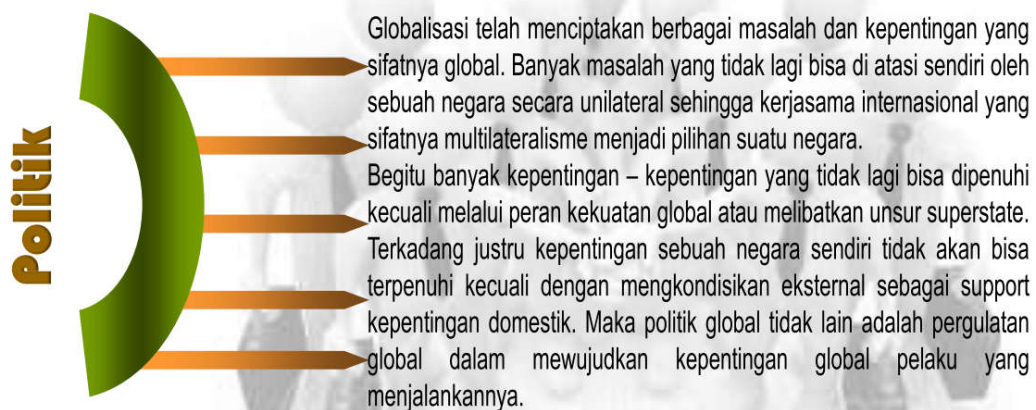 Politik
Globalisasi telah menciptakan berbagai masalah dan kepentingan yang
sifatnya global. Banyak masalah yang tidak lagi bisa di atasi sendiri oleh
sebuah negara secara unilateral sehingga kerjasama internasional yang
sifatnya multilateralisme menjadi pilihan suatu negara.
Begitu banyak kepentingan – kepentingan yang tidak lagi bisa dipenuhi
kecuali melalui peran kekuatan global atau melibatkan unsur superstate.
Terkadang justru kepentingan sebuah negara sendiri tidak akan bisa
terpenuhi kecuali dengan mengkondisikan eksternal sebagai support
kepentingan domestik. Maka politik global tidak lain adalah pergulatan
global dalam mewujudkan kepentingan global pelaku yang
menjalankannya.